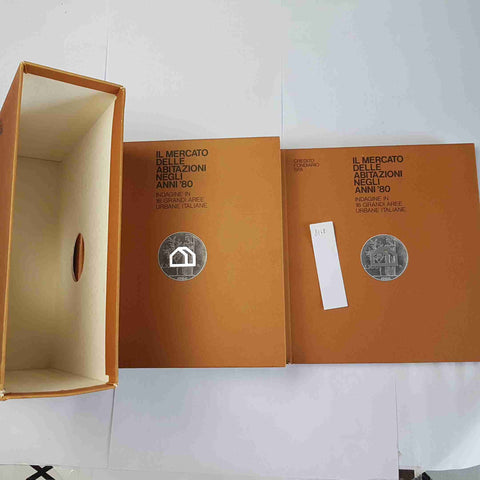 IL MERCATO
DELLE
ABITAZIONI
NEGLI
ANNI '80
INDAGINE IN
16 GRANDI AREE
URBANE ITALIANE
CREDITO
FONDIARIO
SPA
IL MERCATO
DELLE
ABITAZIONI
NEGLI
ANNI '80
INDAGINE IN
16 GRANDI AREE
URBANE ITALIANE